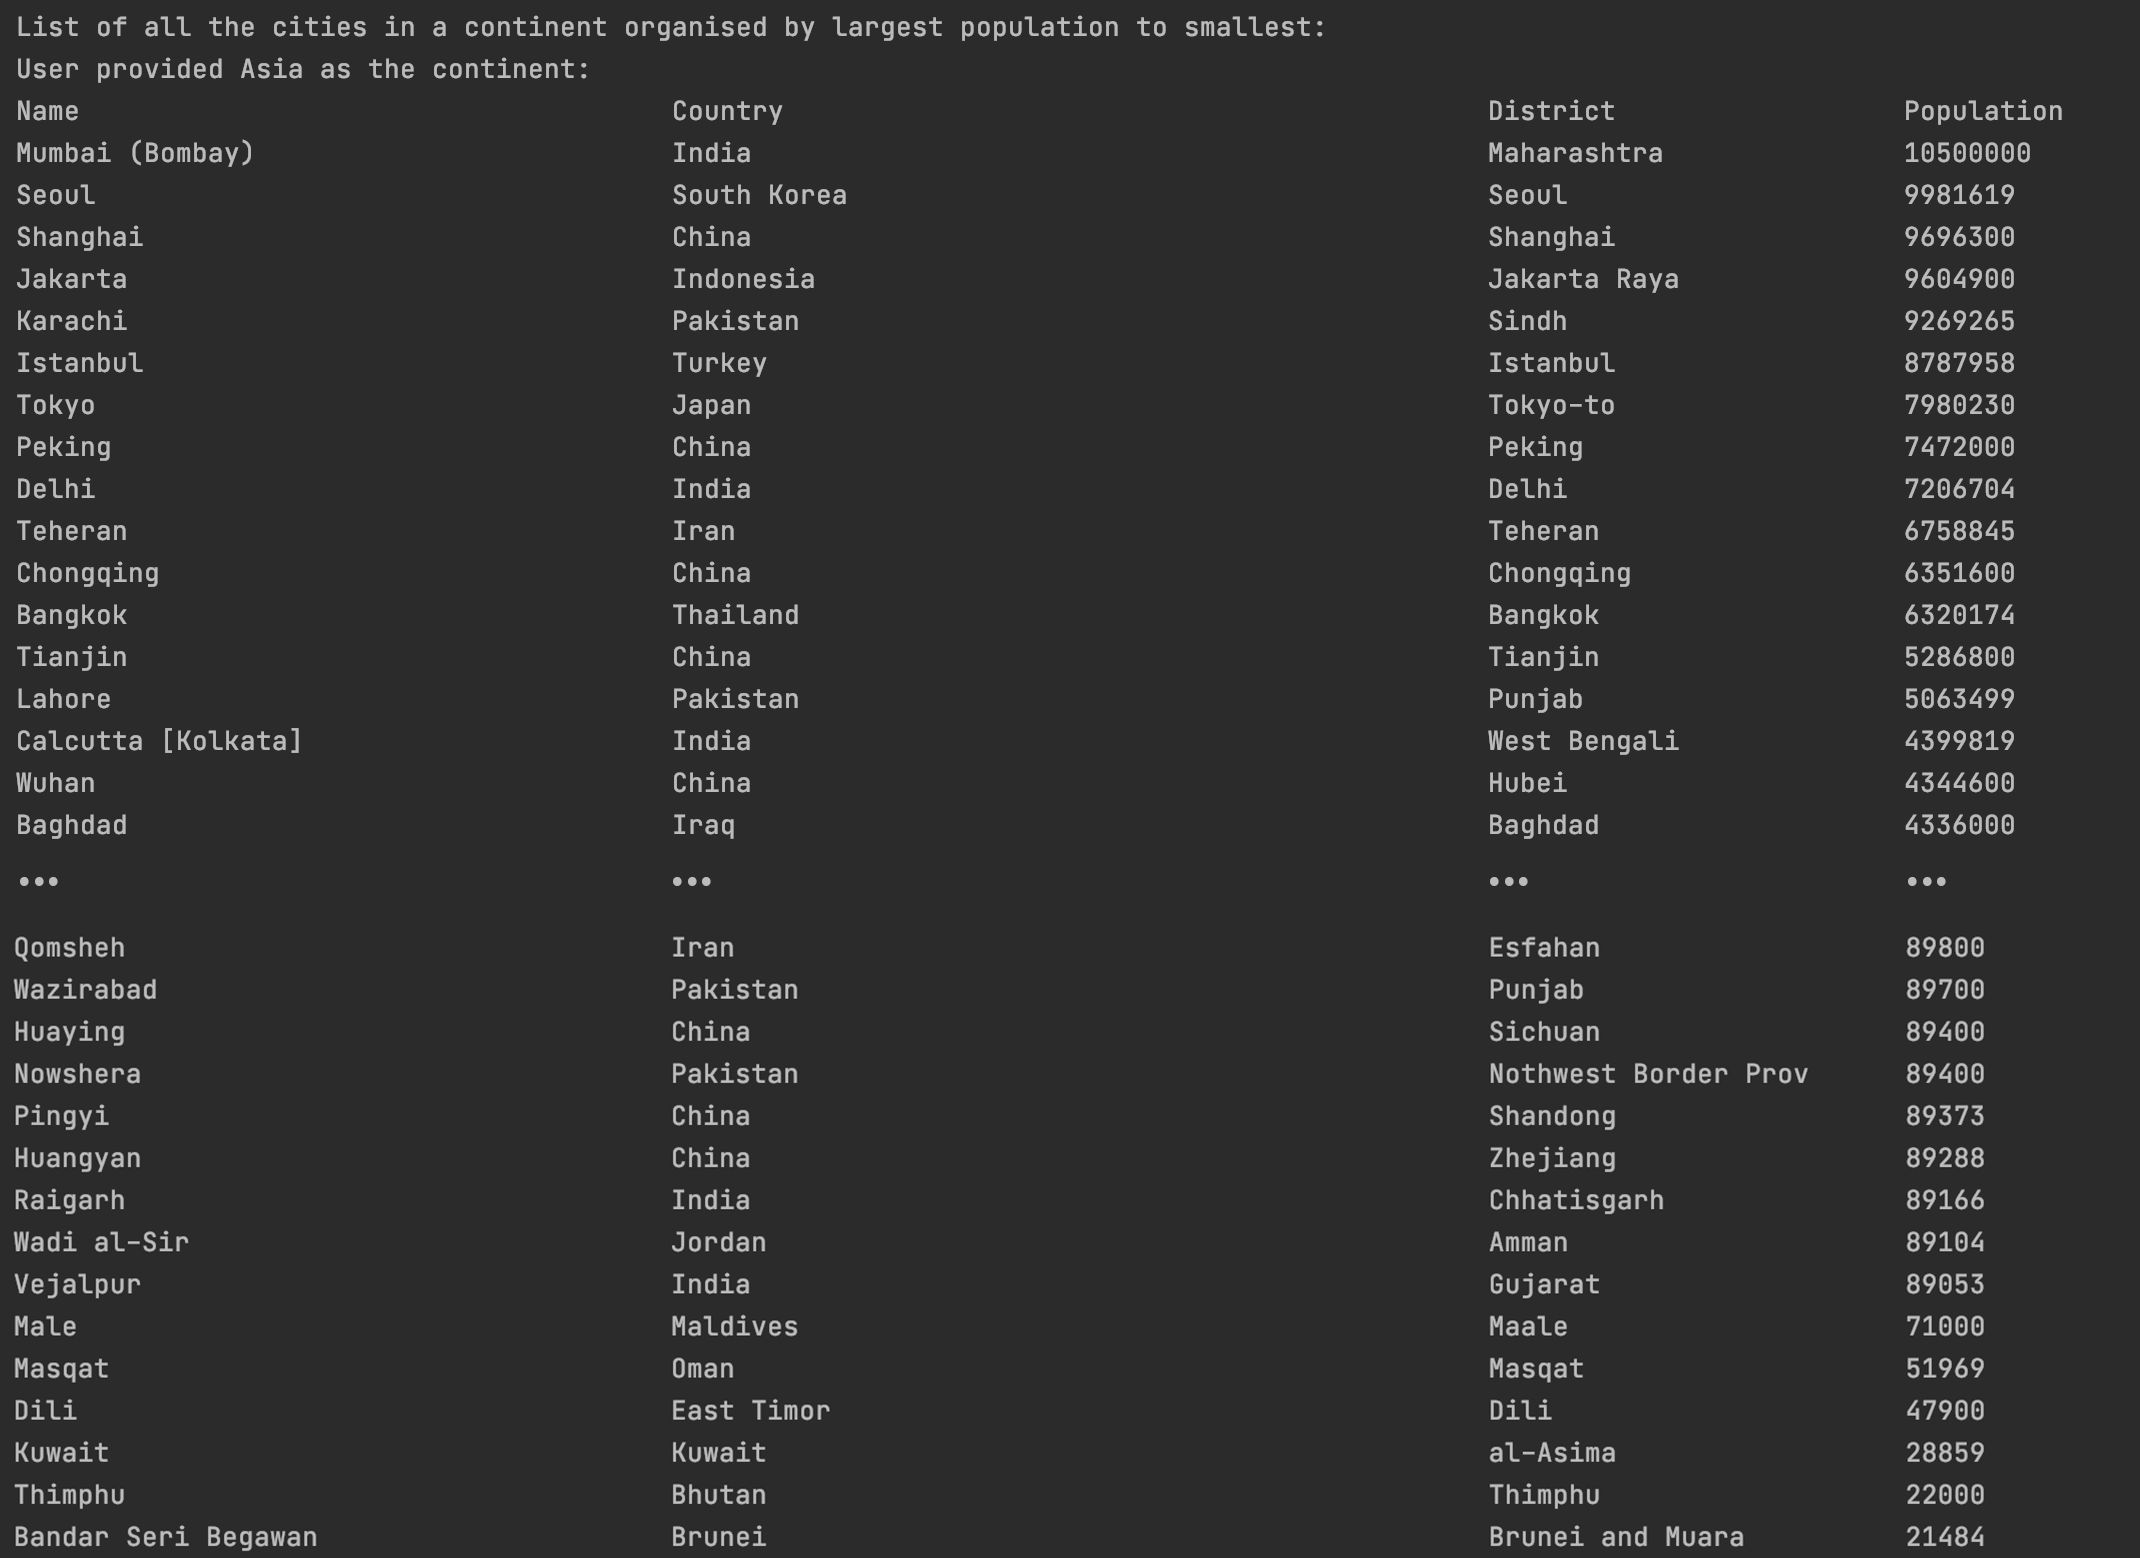 List of all the cities in a continent organised by largest population to smallest:
User provided Asia as the continent:
Name Country District Population
Mumbai (Bombay) India Maharashtra 10500000
Seoul South Korea Seoul 9981619
Shanghai China Shanghai 9696300
Jakarta Indonesia Jakarta Raya 9604900
Karachi Pakistan Sindh 9269265
Istanbul Turkey Istanbul 8787958
Tokyo Japan Tokyo-to 7980230
Peking China Peking 7472000
Delhi India Delhi 7206704
Teheran Iran Teheran 6758845
Chongqing China Chongqing 6351600
Bangkok Thailand Bangkok 6320174
Tianjin China Tianjin 5286800
Lahore Pakistan Punjab 5063499
Calcutta [Kolkata] India West Bengali 4399819
Wuhan China Hubei 4344600
Baghdad Iraq Baghdad 4336000
••• ••• ••• •••
Qomsheh Iran Esfahan 89800
Wazirabad Pakistan Punjab 89700
Huaying China Sichuan 89400
Nowshera Pakistan Nothwest Border Prov 89400
Pingyi China Shandong 89373
Huangyan China Zhejiang 89288
Raigarh India Chhatisgarh 89166
Wadi al-Sir Jordan Amman 89104
Vejalpur India Gujarat 89053
Male Maldives Maale 71000
Masqat Oman Masqat 51969
Dili East Timor Dili 47900
Kuwait Kuwait al-Asima 28859
Thimphu Bhutan Thimphu 22000
Bandar Seri Begawan Brunei Brunei and Muara 21484